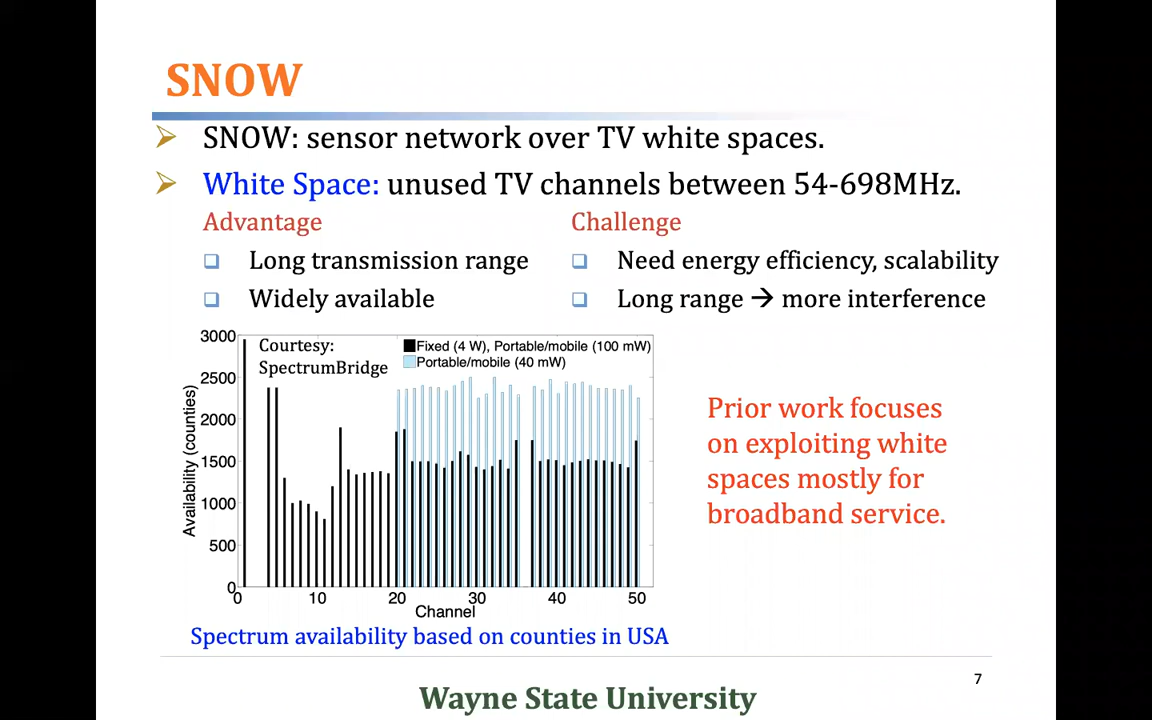 SNOW
SNOW: sensor network over TV white spaces.
White Space: unused TV channels between 54-698MHz.
Advantage
Long transmission range
Widely available
Challenge
Need energy efficiency, scalability
Long range → more interference
Courtesy:
SpectrumBridge
Fixed (4 W), Portable/mobile (100 mW)
Portable/mobile (40 mW)
Availability (counties)
3000
2500
2000
1500
1000
500
0
0 10 20 30 40 50
Channel
Spectrum availability based on counties in USA
Prior work focuses
on exploiting white
spaces mostly for
broadband service.
7
Wayne State University